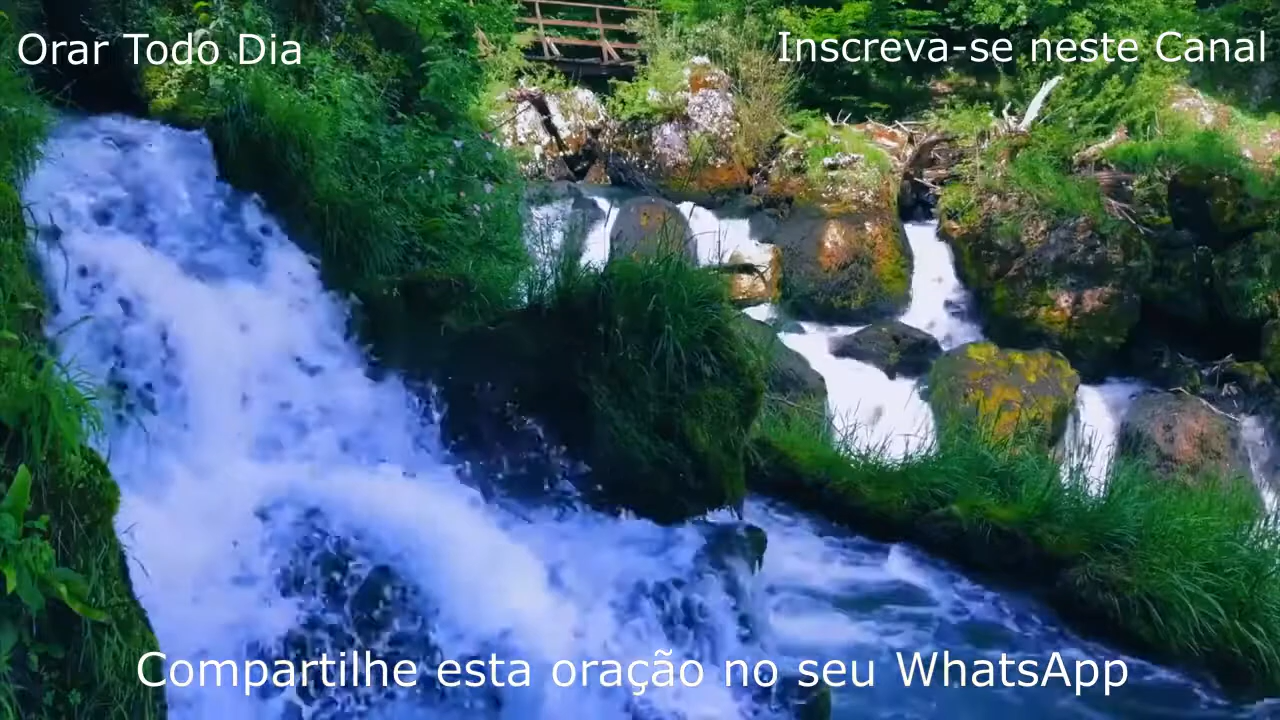 Orar Todo Dia
Inscreva-se neste Canal
Compartilhe esta oração no seu WhatsApp